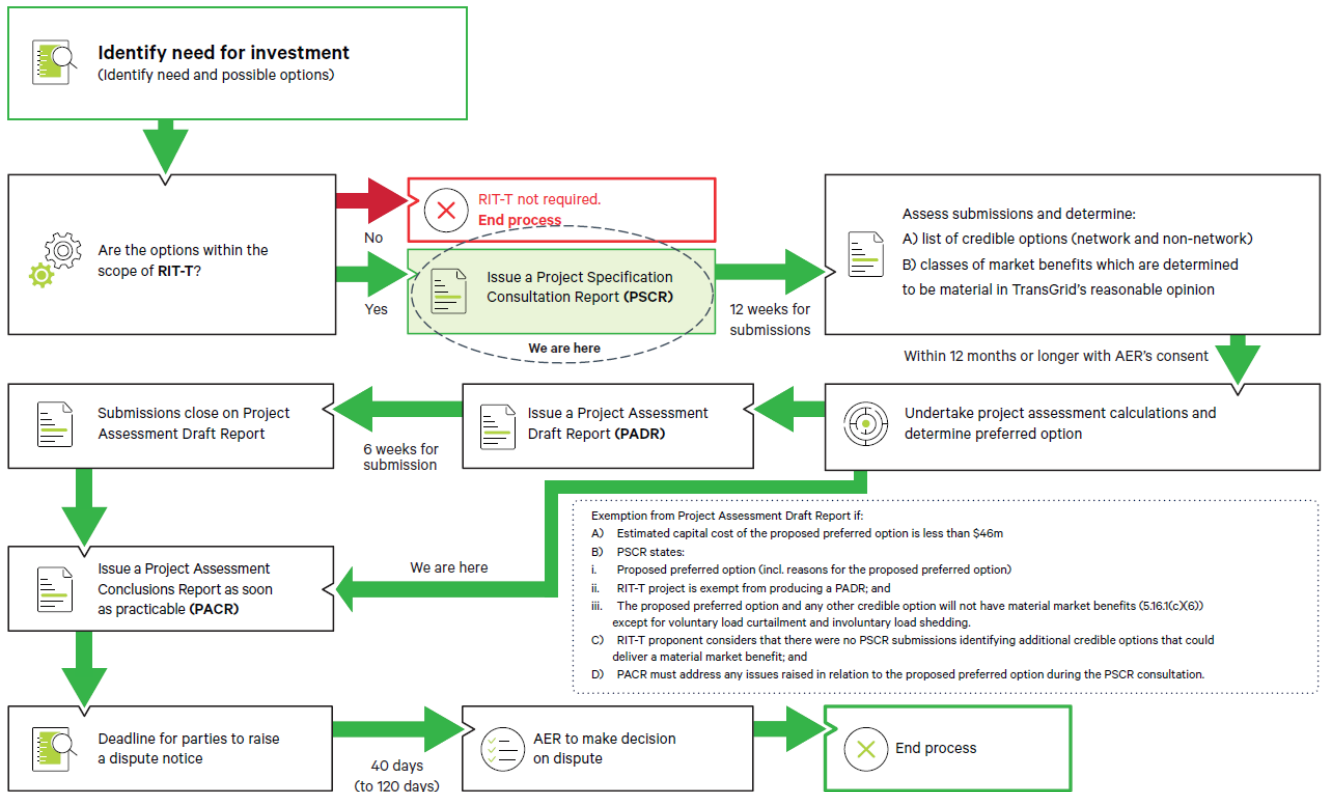 Identify need for investment
(Identify need and possible options)
Are the options within the
scope of RIT-T?
No
Yes
RIT-T not required.
End process
Issue a Project Specification
Consultation Report (PSCR)
We are here
12 weeks for
submissions
Assess submissions and determine:
A) list of credible options (network and non-network)
B) classes of market benefits which are determined
to be material in TransGrid's reasonable opinion
Within 12 months or longer with AER's consent
Undertake project assessment calculations and
determine preferred option
Issue a Project Assessment
Draft Report (PADR)
6 weeks for
submission
Submissions close on Project
Assessment Draft Report
Exemption from Project Assessment Draft Report if:
A) Estimated capital cost of the proposed preferred option is less than $46m
B) PSCR states:
i. Proposed preferred option (incl. reasons for the proposed preferred option)
ii. RIT-T project is exempt from producing a PADR; and
iii. The proposed preferred option and any other credible option will not have material market benefits (5.16.1(c)(6))
except for voluntary load curtailment and involuntary load shedding.
C) RIT-T proponent considers that there were no PSCR submissions identifying additional credible options that could
deliver a material market benefit; and
D) PACR must address any issues raised in relation to the proposed preferred option during the PSCR consultation.
We are here
Issue a Project Assessment
Conclusions Report as soon
as practicable (PACR)
Deadline for parties to raise
a dispute notice
40 days
(to 120 days)
AER to make decision
on dispute
End process